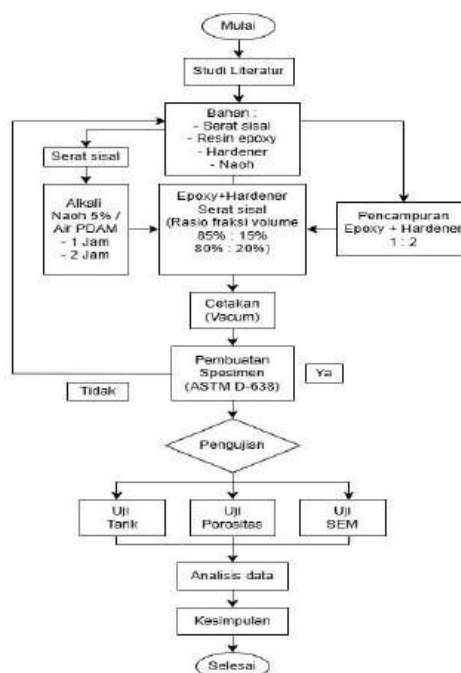 Mulai
Studi Literatur
Bahan :
- Serat sisal
- Resin epoxy
- Hardener
- Naoh
Serat sisal
Alkali
Naoh 5% /
Air PDAM
- 1 Jam
- 2 Jam
Epoxy+Hardener
Serat sisal
(Rasio fraksi volume
85% : 15%
80% : 20%)
Pencampuran
Epoxy + Hardener
1 : 2
Cetakan
(Vacum)
Pembuatan
Spesimen
(ASTM D-638)
Tidak
Ya
Pengujian
Uji
Tarik
Uji
Porositas
Uji
SEM
Analisis data
Kesimpulan
Selesai